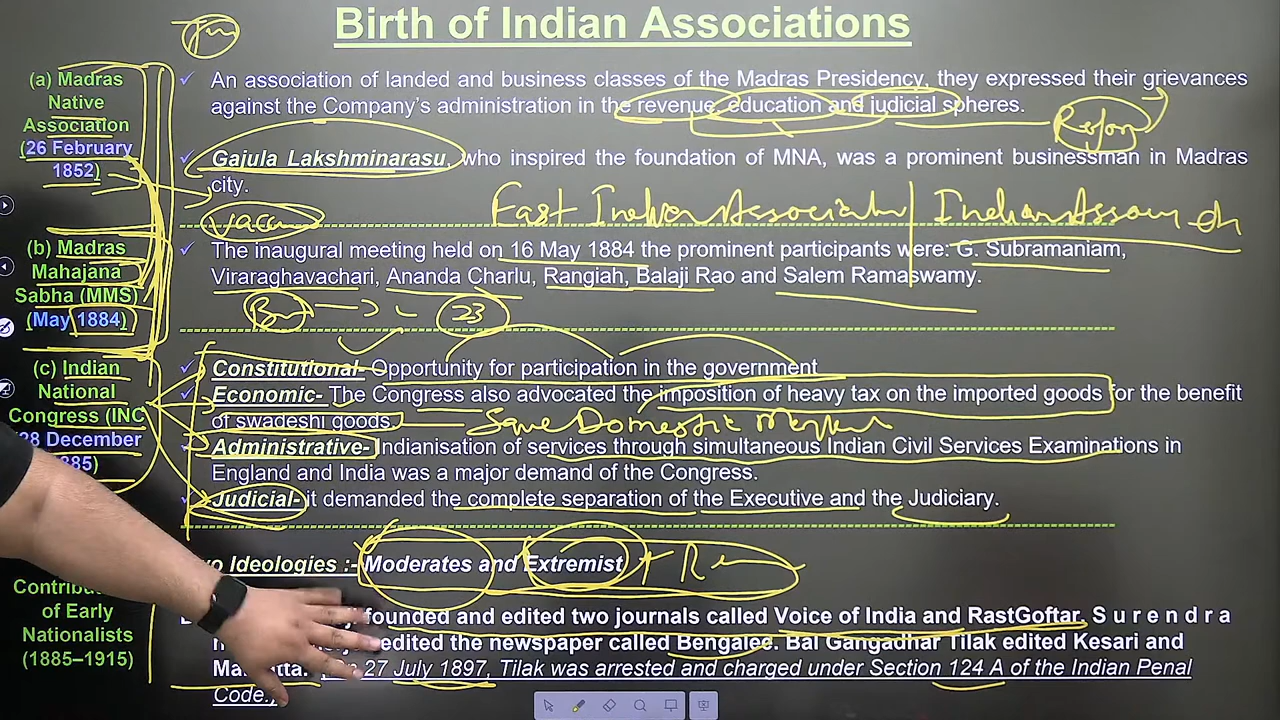 Birth of Indian Associations
(a) Madras
Native
Association
(26 February
1852)
An association of landed and business classes of the Madras Presidency, they expressed their grievances
against the Company's administration in the revenue, education and judicial spheres.
Reform
Gajula Lakshminarasu, who inspired the foundation of MNA, was a prominent businessman in Madras
city.
East Indian Association Indian Association
(b) Madras
Mahajana
Sabha (MMS)
(May 1884)
The inaugural meeting held on 16 May 1884 the prominent participants were: G. Subramaniam,
Viraraghavachari, Ananda Charlu, Rangiah, Balaji Rao and Salem Ramaswamy.
23
(c) Indian
National
Congress (INC
28 December
885)
Constitutional- Opportunity for participation in the government
Economic- The Congress also advocated the imposition of heavy tax on the imported goods for the benefit
of swadeshi goods. Save Domestic Market
Administrative- Indianisation of services through simultaneous Indian Civil Services Examinations in
England and India was a major demand of the Congress.
Judicial- it demanded the complete separation of the Executive and the Judiciary.
Ideologies :- Moderates and Extremist +
Contribu
of Early
Nationalists
(1885–1915)
founded and edited two journals called Voice of India and RastGoftar. S u r e n d r a
edited the newspaper called Bengalee. Bal Gangadhar Tilak edited Kesari and
27 July 1897, Tilak was arrested and charged under Section 124 A of the Indian Penal
Code.)